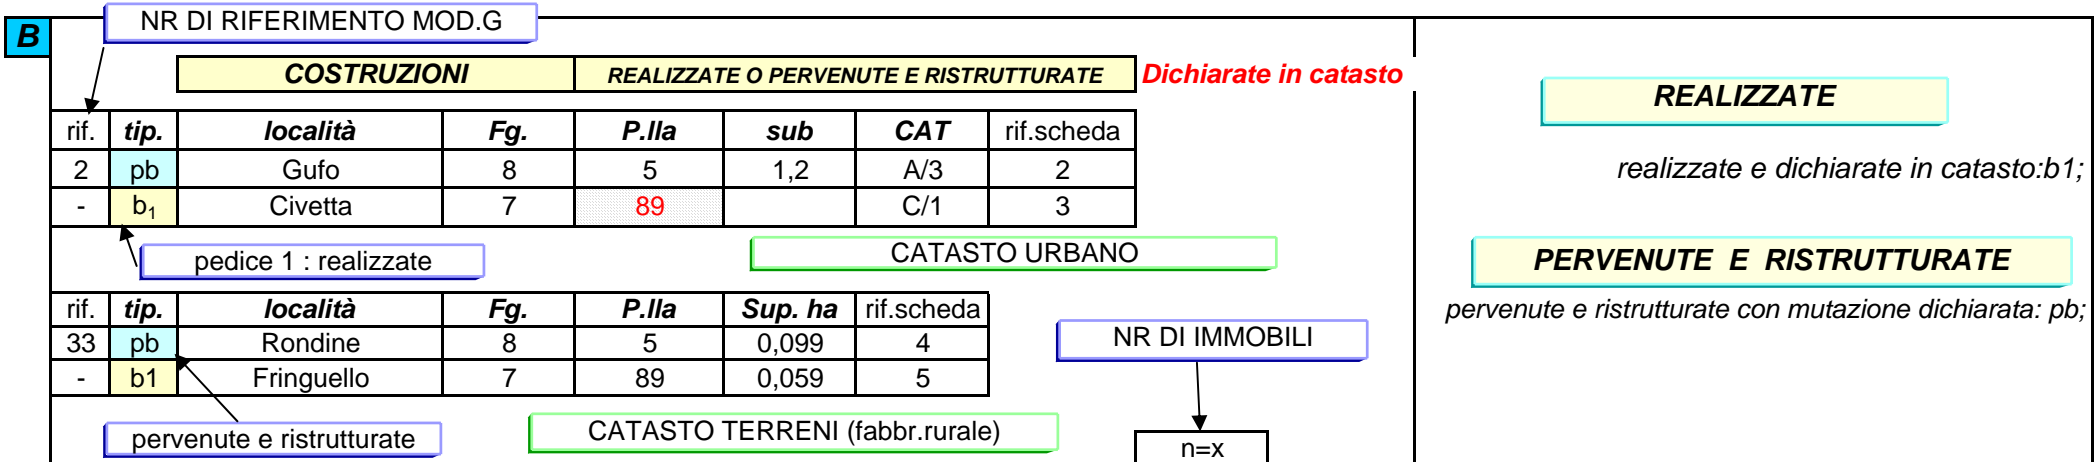 NR DI RIFERIMENTO MOD.G
B
COSTRUZIONI REALIZZATE O PERVENUTE E RISTRUTTURATE Dichiarate in catasto
REALIZZATE
rif. tip. località Fg. P.lla sub CAT rif.scheda
2 pb Gufo 8 5 1,2 A/3 2
realizzate e dichiarate in catasto:b1;
- b1 Civetta 7 89 C/1 3
pedice 1 : realizzate
CATASTO URBANO
PERVENUTE E RISTRUTTURATE
rif. tip. località Fg. P.lla Sup. ha rif.scheda
pervenute e ristrutturate con mutazione dichiarata: pb;
33 pb Rondine 8 5 0,099 4
NR DI IMMOBILI
- b1 Fringuello 7 89 0,059 5
pervenute e ristrutturate
CATASTO TERRENI (fabbr.rurale)
n=x